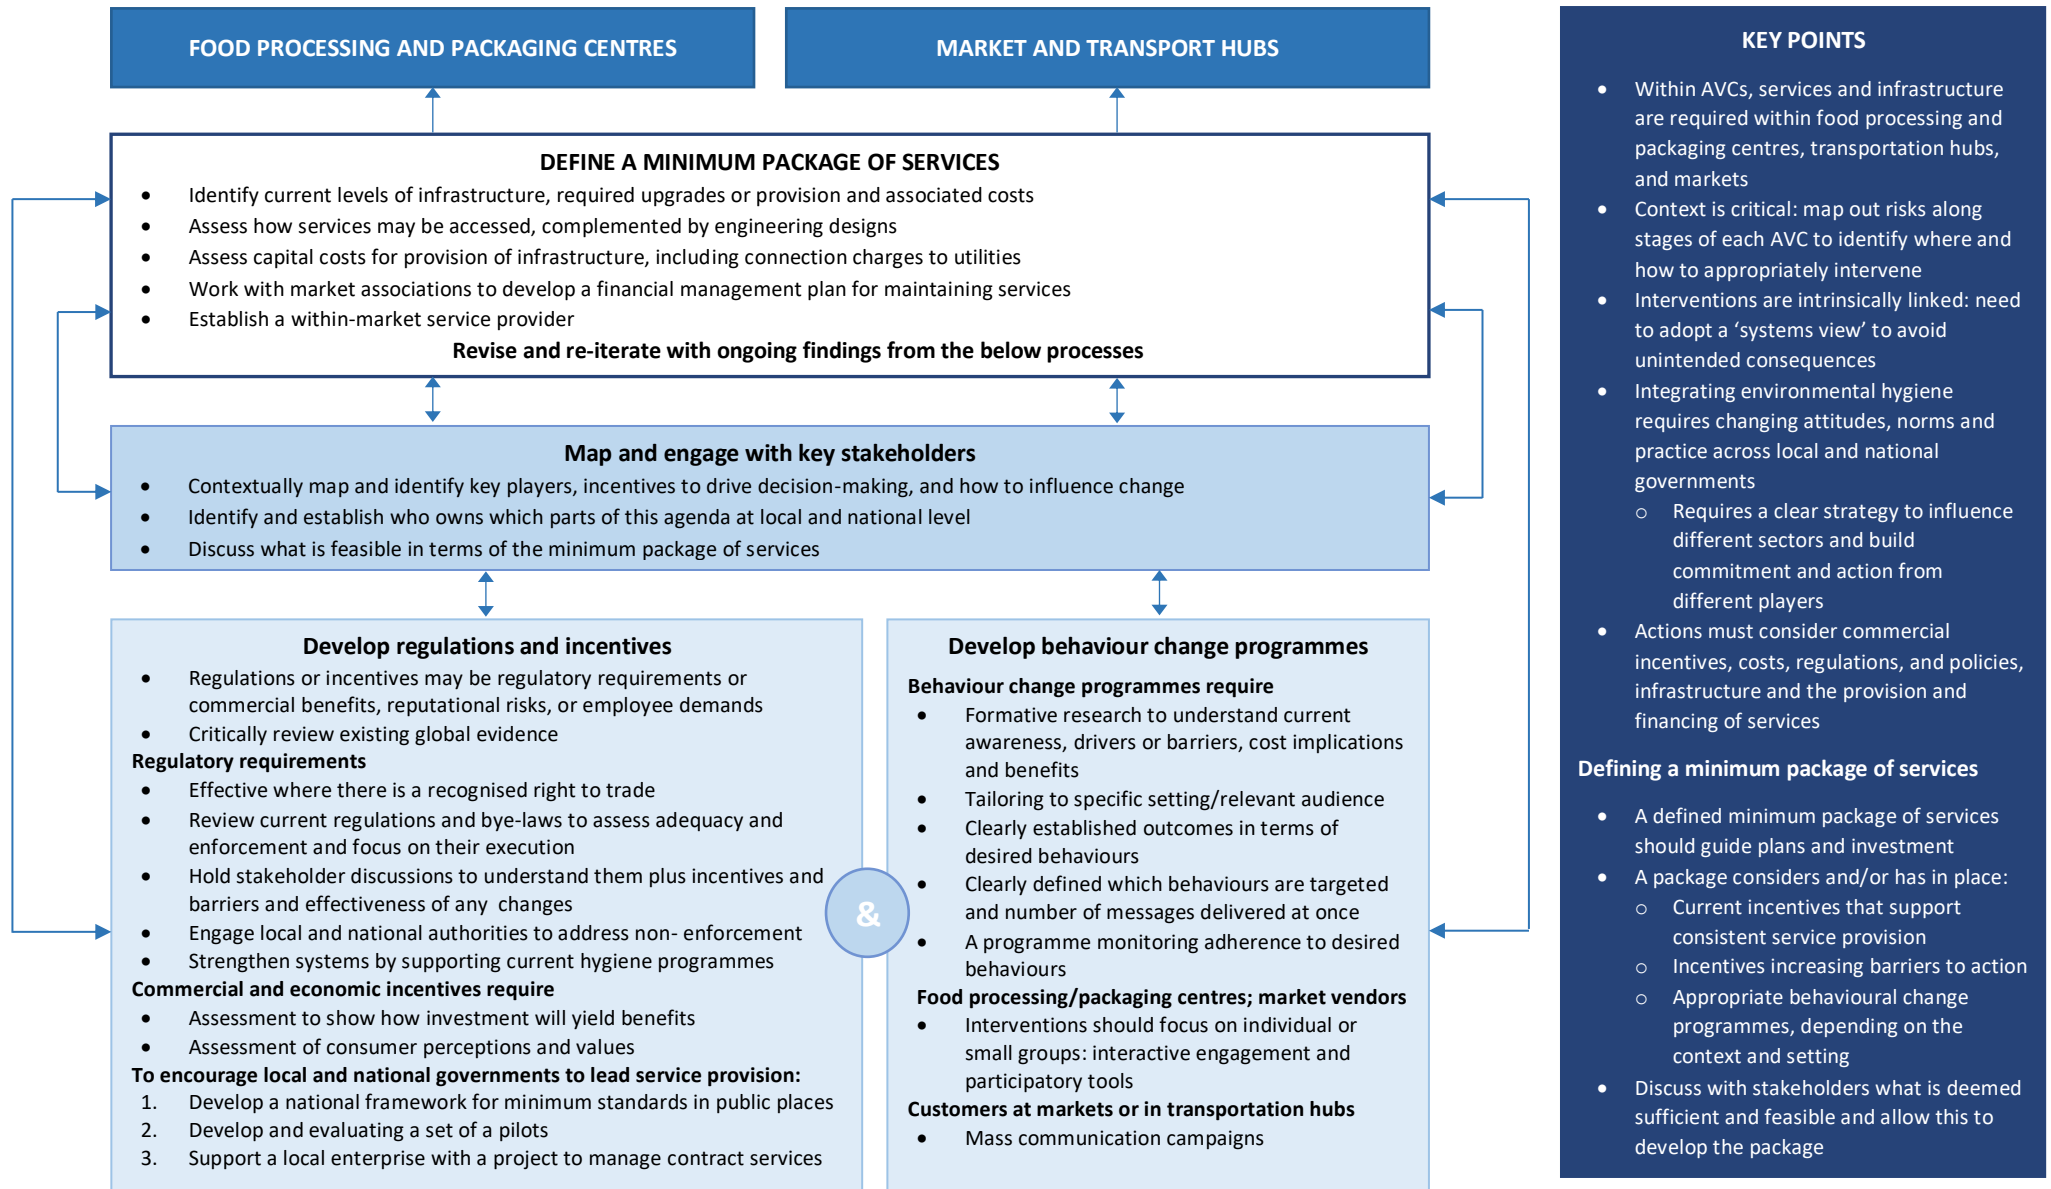 FOOD PROCESSING AND PACKAGING CENTRES
MARKET AND TRANSPORT HUBS
DEFINE A MINIMUM PACKAGE OF SERVICES
• Identify current levels of infrastructure, required upgrades or provision and associated costs
• Assess how services may be accessed, complemented by engineering designs
• Assess capital costs for provision of infrastructure, including connection charges to utilities
• Work with market associations to develop a financial management plan for maintaining services
• Establish a within-market service provider
Revise and re-iterate with ongoing findings from the below processes
Map and engage with key stakeholders
• Contextually map and identify key players, incentives to drive decision-making, and how to influence change
• Identify and establish who owns which parts of this agenda at local and national level
• Discuss what is feasible in terms of the minimum package of services
Develop regulations and incentives
• Regulations or incentives may be regulatory requirements or
commercial benefits, reputational risks, or employee demands
• Critically review existing global evidence
Regulatory requirements
• Effective where there is a recognised right to trade
• Review current regulations and bye-laws to assess adequacy and
enforcement and focus on their execution
• Hold stakeholder discussions to understand them plus incentives and
barriers and effectiveness of any changes
• Engage local and national authorities to address non- enforcement
• Strengthen systems by supporting current hygiene programmes
Commercial and economic incentives require
• Assessment to show how investment will yield benefits
• Assessment of consumer perceptions and values
To encourage local and national governments to lead service provision:
1. Develop a national framework for minimum standards in public places
2. Develop and evaluating a set of a pilots
3. Support a local enterprise with a project to manage contract services
&
Develop behaviour change programmes
Behaviour change programmes require
• Formative research to understand current
awareness, drivers or barriers, cost implications
and benefits
• Tailoring to specific setting/relevant audience
• Clearly established outcomes in terms of
desired behaviours
• Clearly defined which behaviours are targeted
and number of messages delivered at once
• A programme monitoring adherence to desired
behaviours
Food processing/packaging centres; market vendors
• Interventions should focus on individual or
small groups: interactive engagement and
participatory tools
Customers at markets or in transportation hubs
• Mass communication campaigns
KEY POINTS
• Within AVCs, services and infrastructure
are required within food processing and
packaging centres, transportation hubs,
and markets
• Context is critical: map out risks along
stages of each AVC to identify where and
how to appropriately intervene
• Interventions are intrinsically linked: need
to adopt a ‘systems view’ to avoid
unintended consequences
• Integrating environmental hygiene
requires changing attitudes, norms and
practice across local and national
governments
o Requires a clear strategy to influence
different sectors and build
commitment and action from
different players
• Actions must consider commercial
incentives, costs, regulations, and policies,
infrastructure and the provision and
financing of services
Defining a minimum package of services
• A defined minimum package of services
should guide plans and investment
• A package considers and/or has in place:
o Current incentives that support
consistent service provision
o Incentives increasing barriers to action
o Appropriate behavioural change
programmes, depending on the
context and setting
• Discuss with stakeholders what is deemed
sufficient and feasible and allow this to
develop the package